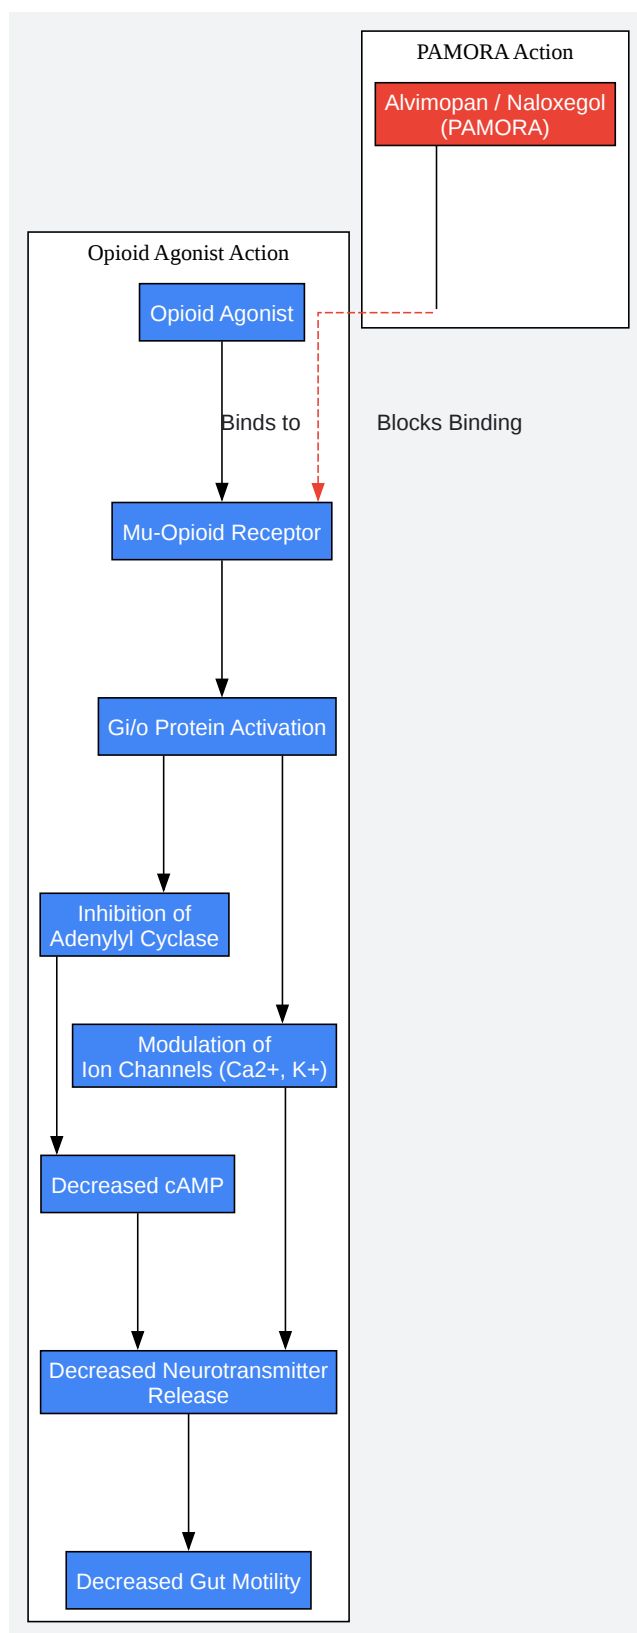 PAMORA Action
Alvimopan / Naloxegol
(PAMORA)
Opioid Agonist Action
Opioid Agonist
Binds to
Blocks Binding
Mu-Opioid Receptor
Gi/o Protein Activation
Inhibition of
Adenylyl Cyclase
Modulation of
Ion Channels (Ca2+, K+)
Decreased cAMP
Decreased Neurotransmitter
Release
Decreased Gut Motility